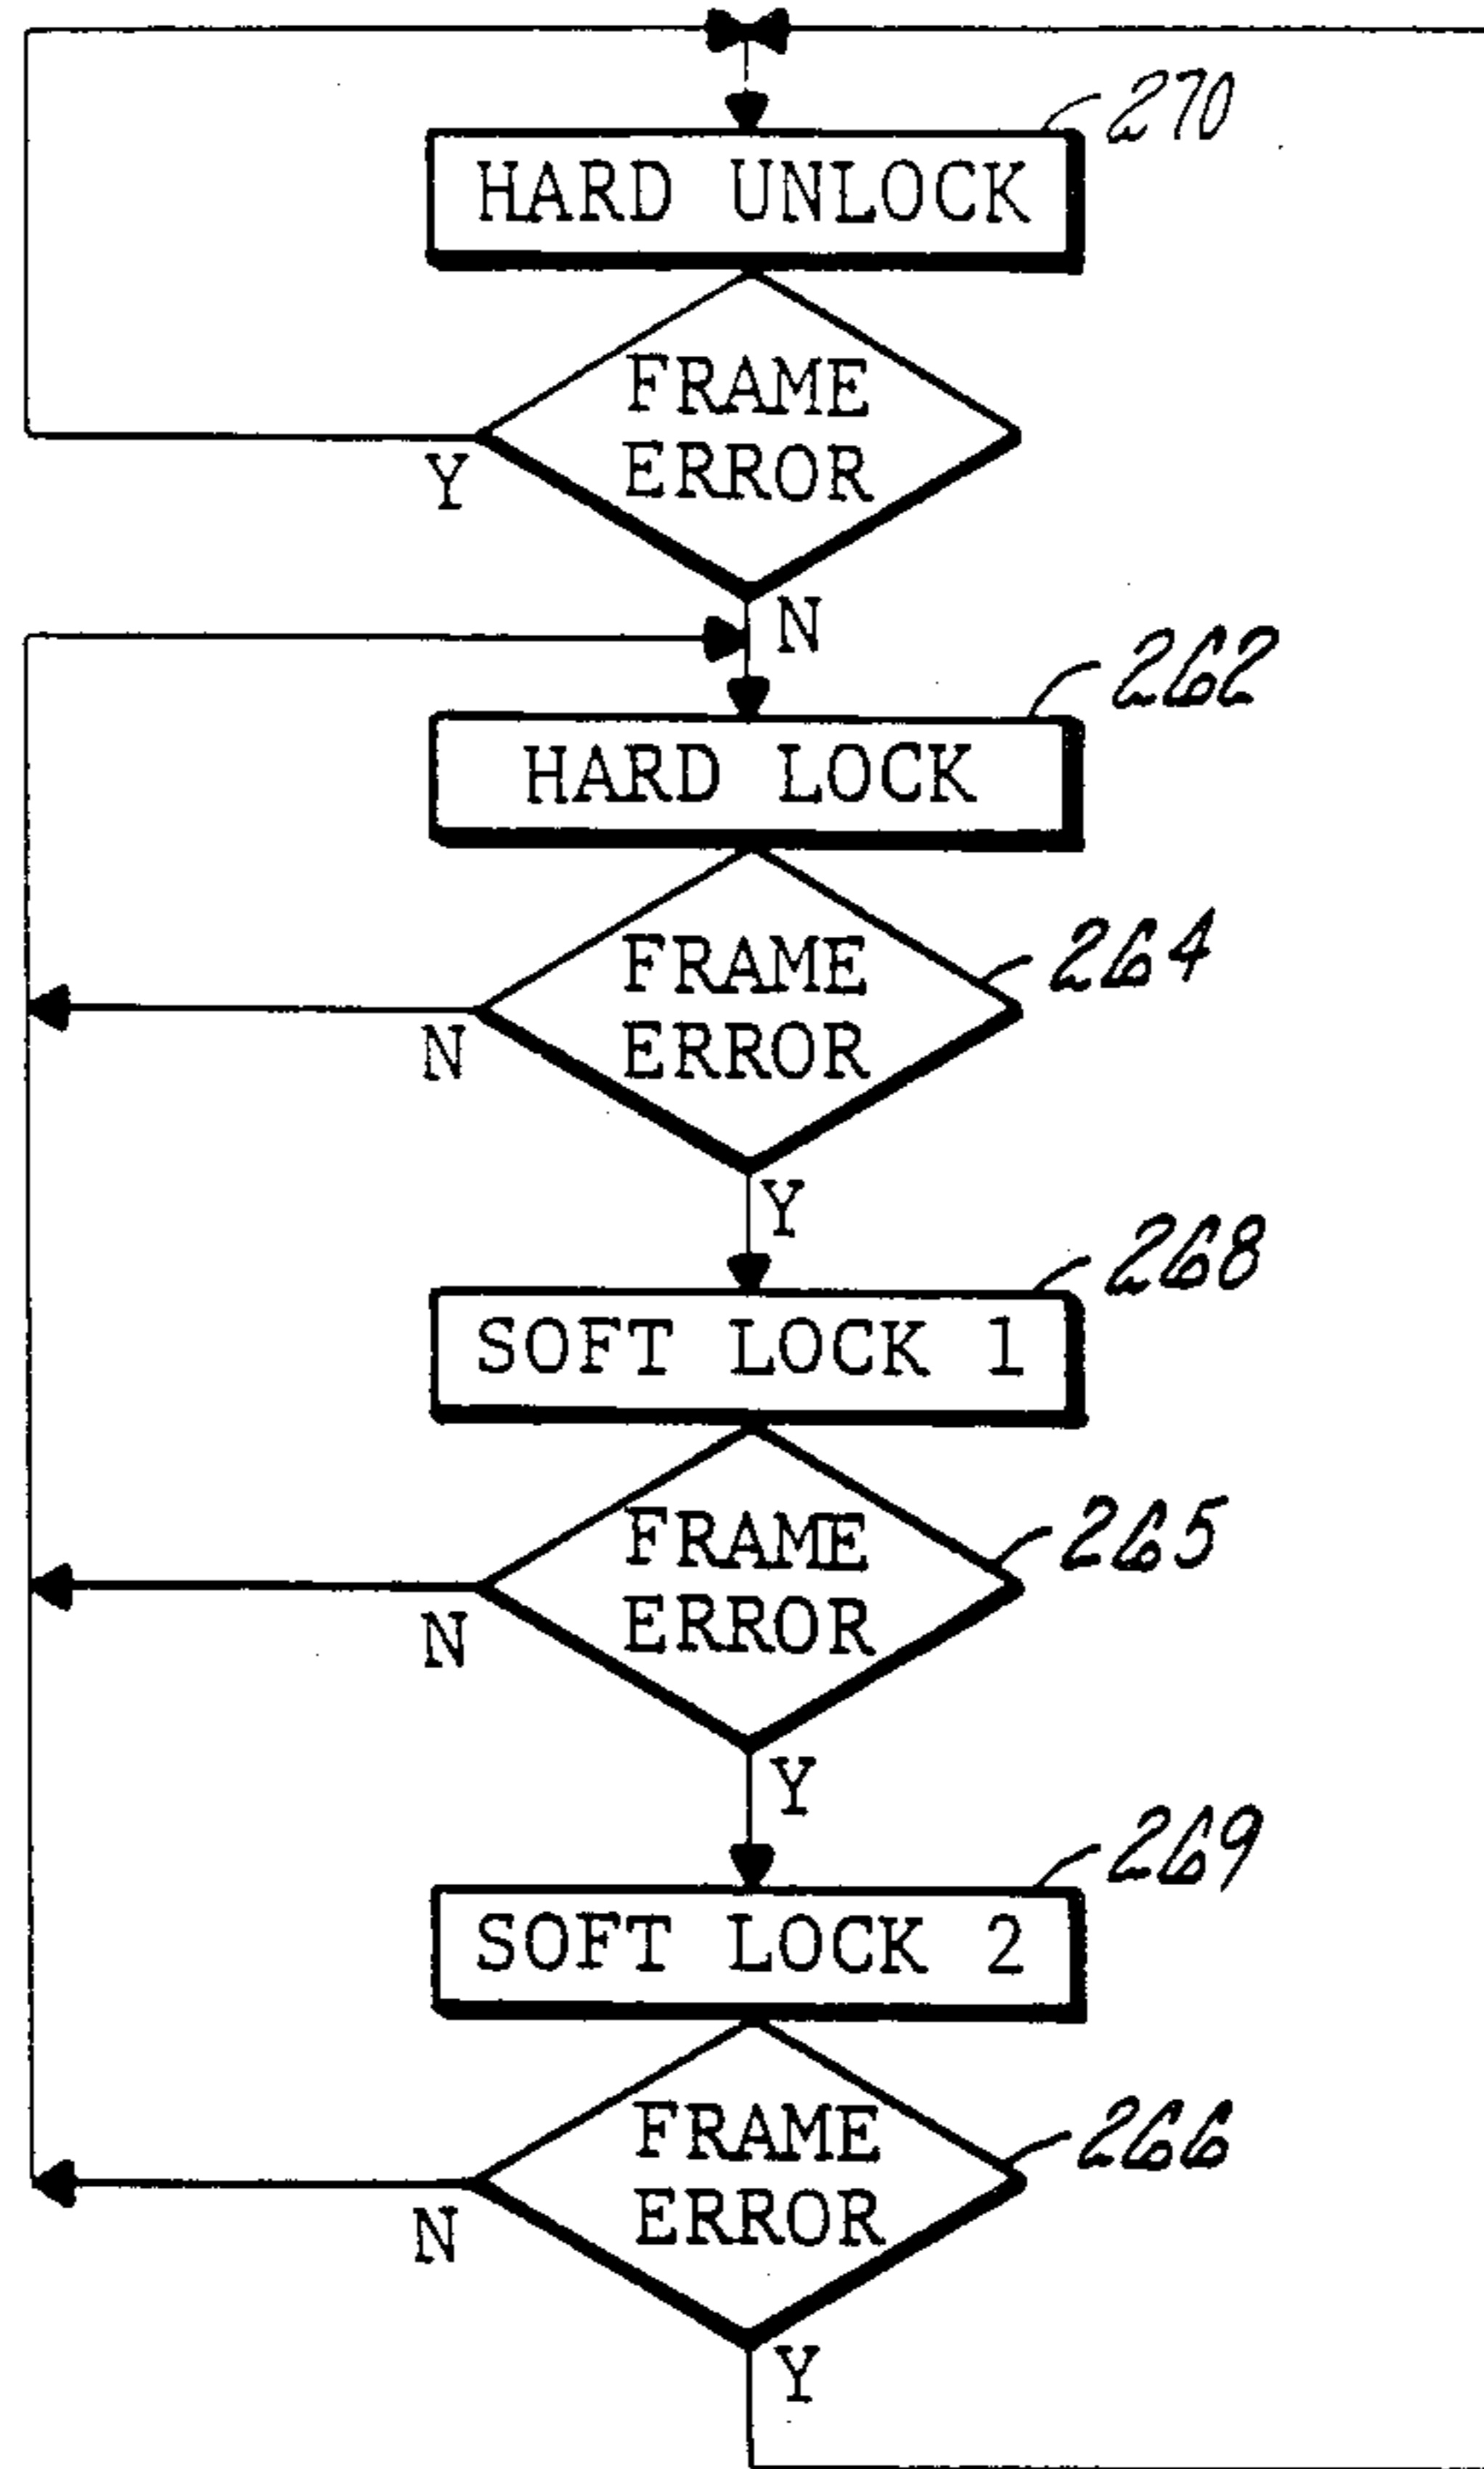 270
HARD UNLOCK
FRAME
ERROR
Y
N
262
HARD LOCK
264
FRAME
ERROR
N
Y
268
SOFT LOCK 1
265
FRAME
ERROR
N
Y
269
SOFT LOCK 2
266
FRAME
ERROR
N
Y